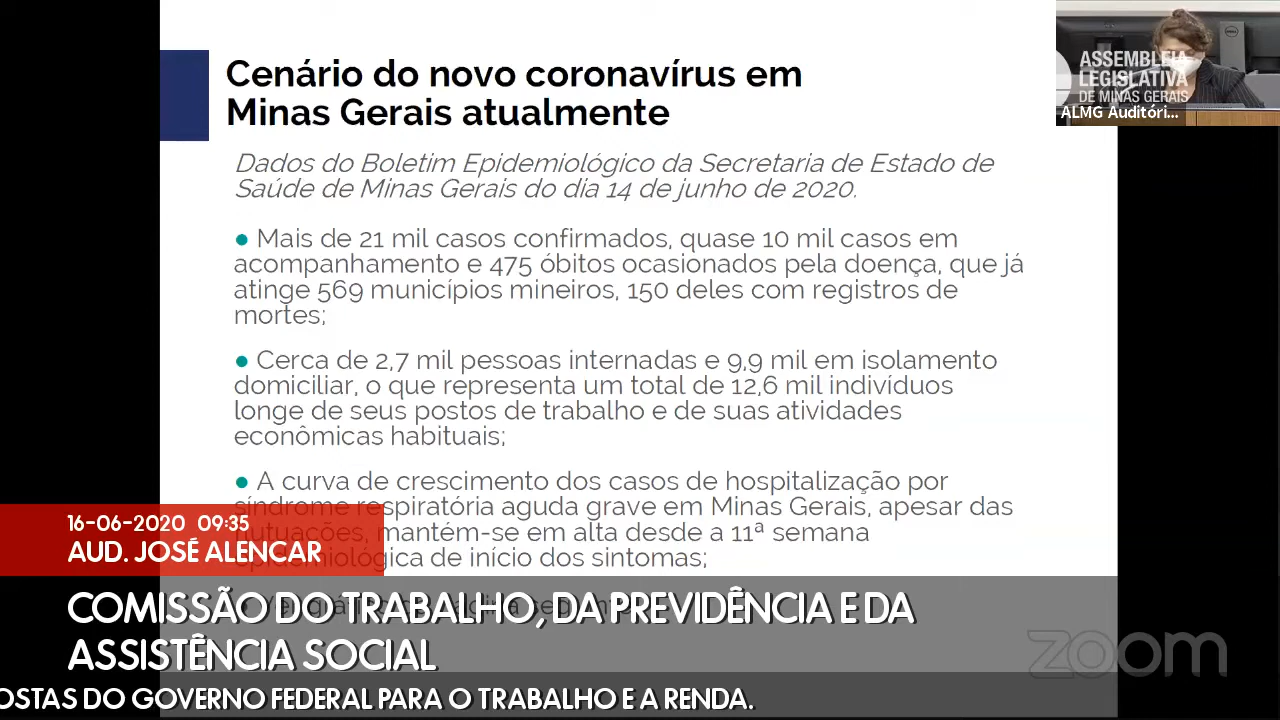 Cenário do novo coronavírus em
Minas Gerais atualmente
ASSEMBLEIA
LEGISLATIVA
DE MINAS GERAIS
ALMG Auditóri...
Dados do Boletim Epidemiológico da Secretaria de Estado de
Saúde de Minas Gerais do dia 14 de junho de 2020.
● Mais de 21 mil casos confirmados, quase 10 mil casos em
acompanhamento e 475 óbitos ocasionados pela doença, que já
atinge 569 municípios mineiros, 150 deles com registros de
mortes;
● Cerca de 2,7 mil pessoas internadas e 9,9 mil em isolamento
domiciliar, o que representa um total de 12,6 mil indivíduos
longe de seus postos de trabalho e de suas atividades
econômicas habituais;
● A curva de crescimento dos casos de hospitalização por
síndrome respiratória aguda grave em Minas Gerais, apesar das
flutuações, mantém-se em alta desde a 11ª semana
epidemiológica de início dos sintomas;
16-06-2020 09:35
AUD. JOSÉ ALENCAR
COMISSÃO DO TRABALHO, DA PREVIDÊNCIA E DA
ASSISTÊNCIA SOCIAL
zoom
OSTAS DO GOVERNO FEDERAL PARA O TRABALHO E A RENDA.